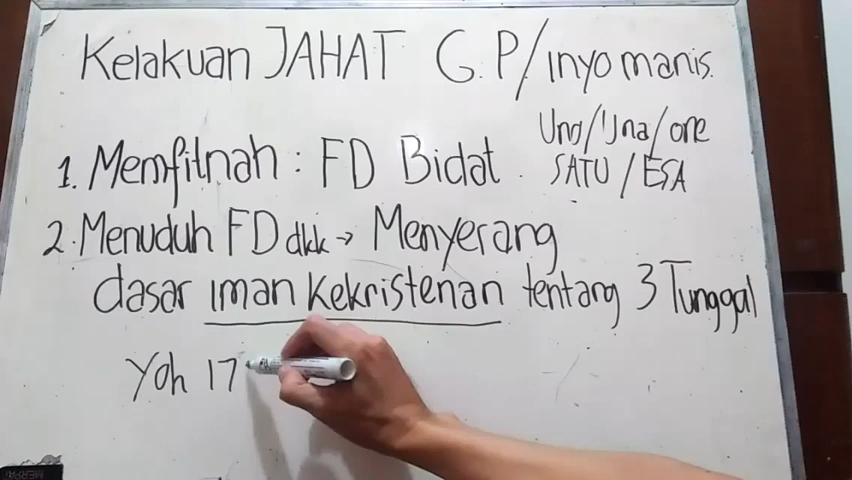 Kelakuan JAHAT G.P/inyo manis.
Uno/Una/one
SATU/ESA
1. Memfitnah : FD Bidat.
2. Menuduh FD dkk → Menyerang
dasar iman Kekristenan tentang 3 Tunggal
Yoh 17